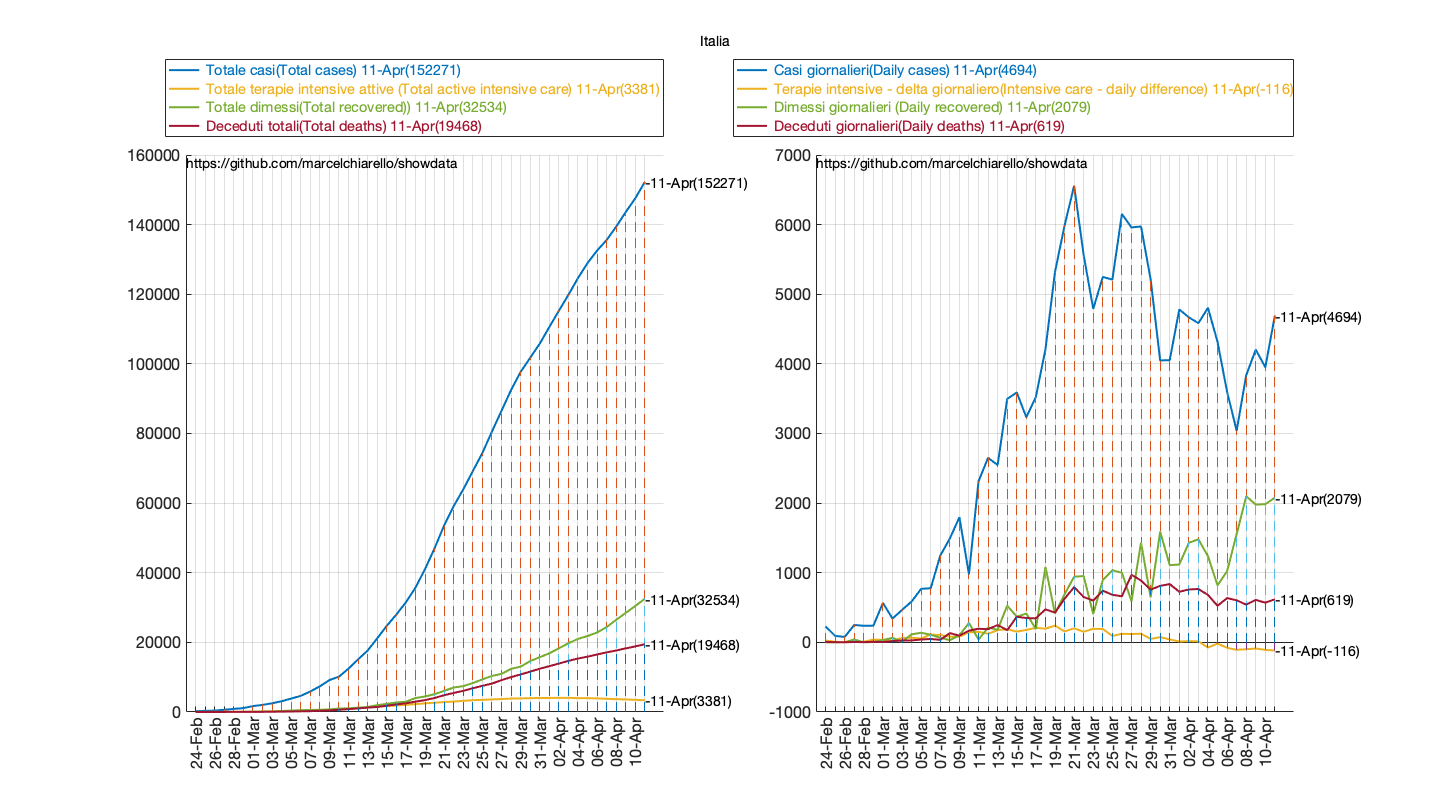 Italia
Totale casi(Total cases) 11-Apr(152271)
Totale terapie intensive attive (Total active intensive care) 11-Apr(3381)
Totale dimessi(Total recovered)) 11-Apr(32534)
Deceduti totali(Total deaths) 11-Apr(19468)
https://github.com/marcelchiarello/showdata
160000
140000
120000
100000
80000
60000
40000
20000
0
-11-Apr(152271)
-11-Apr(32534)
-11-Apr(19468)
-11-Apr(3381)
24-Feb
26-Feb
28-Feb
01-Mar
03-Mar
05-Mar
07-Mar
09-Mar
11-Mar
13-Mar
15-Mar
17-Mar
19-Mar
21-Mar
23-Mar
25-Mar
27-Mar
29-Mar
31-Mar
02-Apr
04-Apr
06-Apr
08-Apr
10-Apr
Casi giornalieri(Daily cases) 11-Apr(4694)
Terapie intensive - delta giornaliero(Intensive care - daily difference) 11-Apr(-116)
Dimessi giornalieri (Daily recovered) 11-Apr(2079)
Deceduti giornalieri(Daily deaths) 11-Apr(619)
https://github.com/marcelchiarello/showdata
7000
6000
5000
4000
3000
2000
1000
0
-1000
-11-Apr(4694)
-11-Apr(2079)
-11-Apr(619)
-11-Apr(-116)
24-Feb
26-Feb
28-Feb
01-Mar
03-Mar
05-Mar
07-Mar
09-Mar
11-Mar
13-Mar
15-Mar
17-Mar
19-Mar
21-Mar
23-Mar
25-Mar
27-Mar
29-Mar
31-Mar
02-Apr
04-Apr
06-Apr
08-Apr
10-Apr